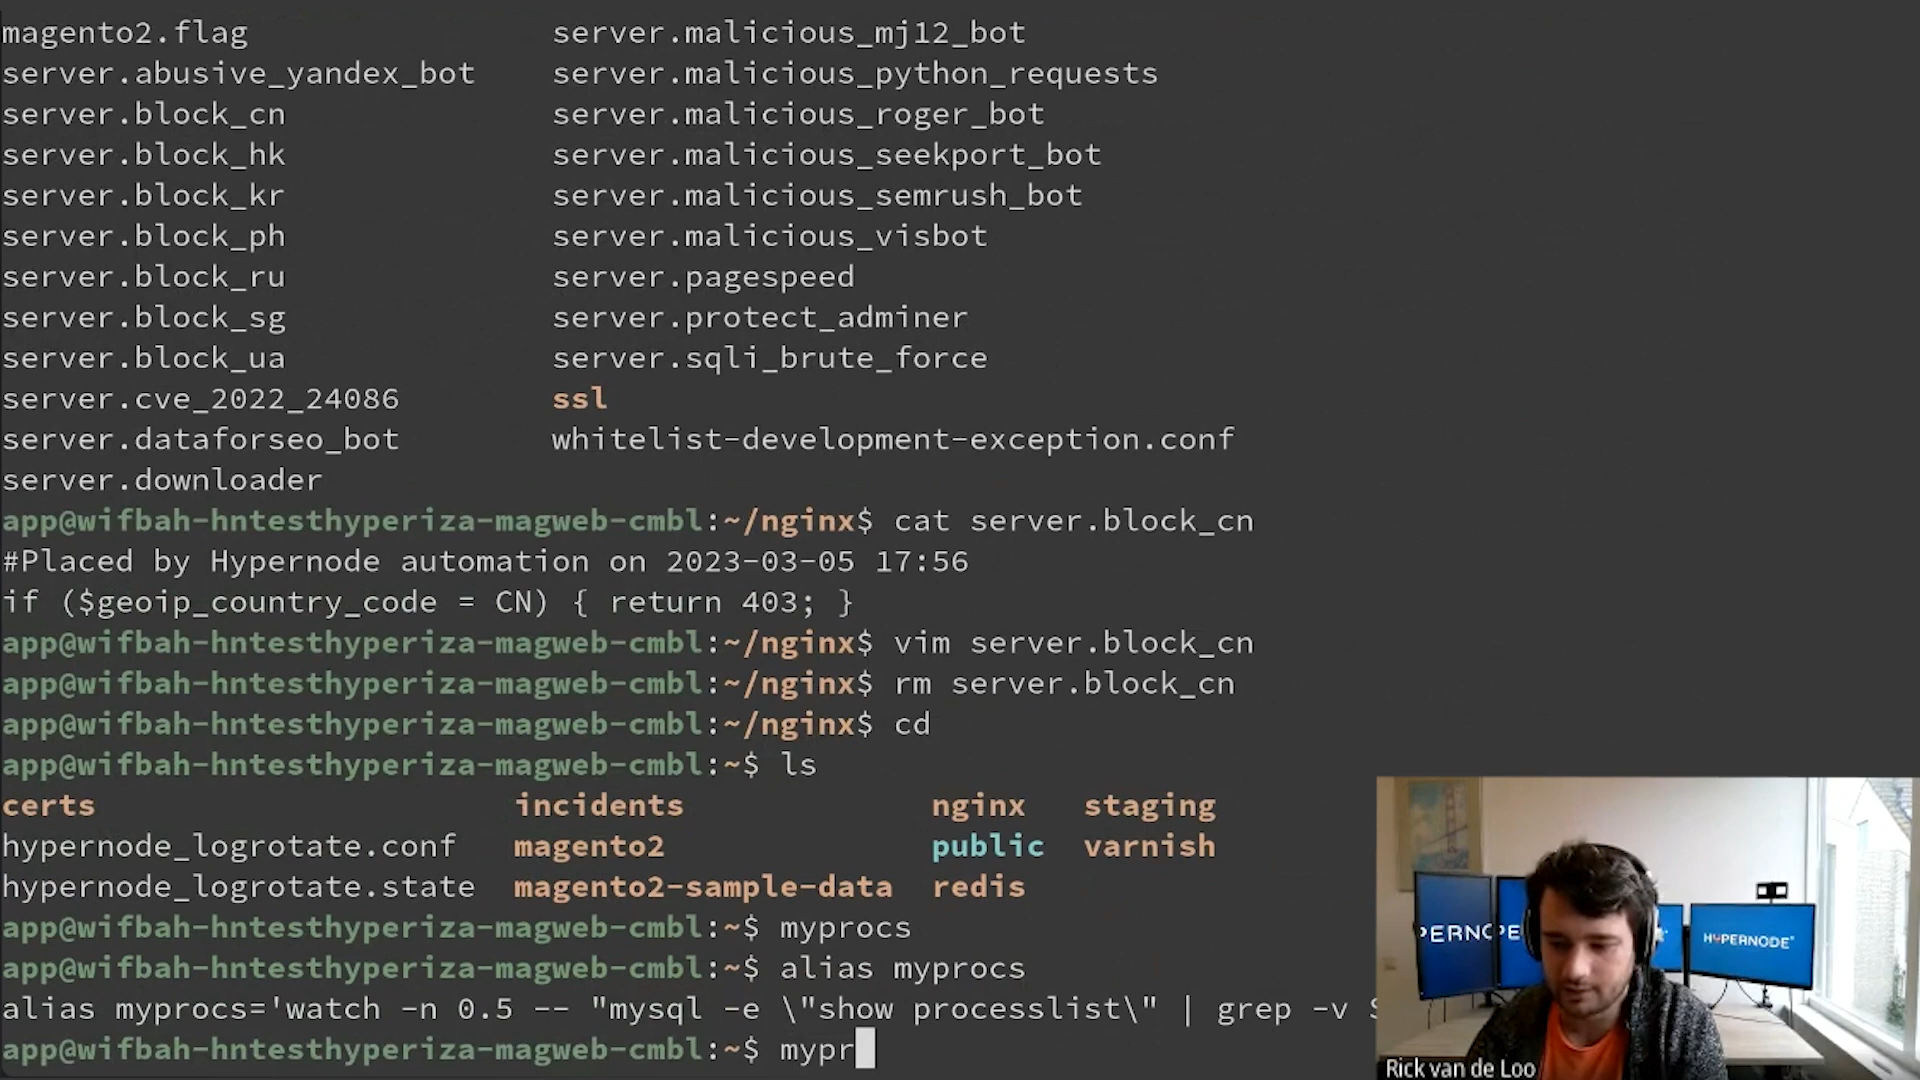 magento2.flag server.malicious_mj12_bot
server.abusive_yandex_bot server.malicious_python_requests
server.block_cn server.malicious_roger_bot
server.block_hk server.malicious_seekport_bot
server.block_kr server.malicious_semrush_bot
server.block_ph server.malicious_visbot
server.block_ru server.pagespeed
server.block_sg server.protect_adminer
server.block_ua server.sqli_brute_force
server.cve_2022_24086 ssl
server.dataforseo_bot whitelist-development-exception.conf
server.downloader
app@wifbah-hntesthyperiza-magweb-cmbl:~/nginx$ cat server.block_cn
#Placed by Hypernode automation on 2023-03-05 17:56
if ($geoip_country_code = CN) { return 403; }
app@wifbah-hntesthyperiza-magweb-cmbl:~/nginx$ vim server.block_cn
app@wifbah-hntesthyperiza-magweb-cmbl:~/nginx$ rm server.block_cn
app@wifbah-hntesthyperiza-magweb-cmbl:~/nginx$ cd
app@wifbah-hntesthyperiza-magweb-cmbl:~$ ls
certs incidents nginx staging
hypernode_logrotate.conf magento2 public varnish
hypernode_logrotate.state magento2-sample-data redis
app@wifbah-hntesthyperiza-magweb-cmbl:~$ myprocs
app@wifbah-hntesthyperiza-magweb-cmbl:~$ alias myprocs
alias myprocs='watch -n 0.5 -- "mysql -e \"show processlist\" | grep -v
app@wifbah-hntesthyperiza-magweb-cmbl:~$ mypr
HYPERNODE
Rick van de Loo